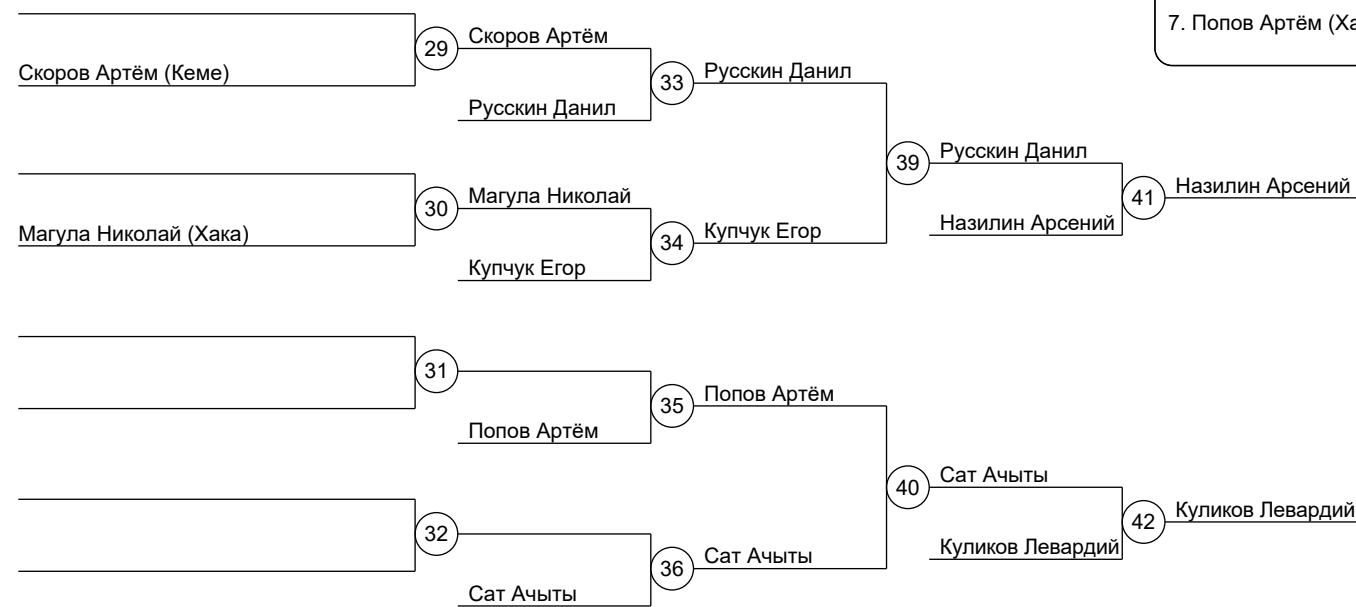 7. Попов Артём (Ха
29
Скоров Артём
Скоров Артём (Кеме)
33
Русскин Данил
Русскин Данил
39
Русскин Данил
30
Магула Николай
Магула Николай (Хака)
34
Купчук Егор
Купчук Егор
41
Назилин Арсений
Назилин Арсений
31
35
Попов Артём
Попов Артём
40
Сат Ачыты
32
36
Сат Ачыты
Сат Ачыты
42
Куликов Левардий
Куликов Левардий